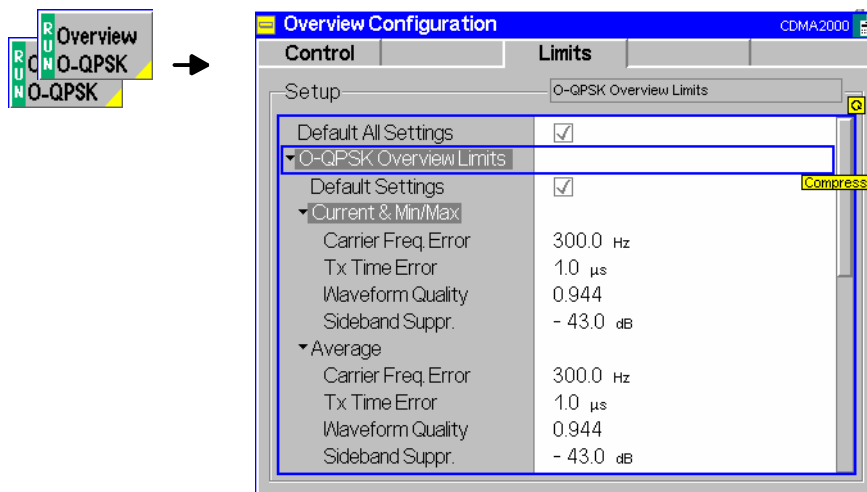 RUN
Overview
O-QPSK
RUN
O-QPSK
Overview Configuration
CDMA2000
Control
Limits
Setup
O-QPSK Overview Limits
Default All Settings
O-QPSK Overview Limits
Compress
Default Settings
Current & Min/Max
Carrier Freq. Error 300.0 Hz
Tx Time Error 1.0 µs
Waveform Quality 0.944
Sideband Suppr. - 43.0 dB
Average
Carrier Freq. Error 300.0 Hz
Tx Time Error 1.0 µs
Waveform Quality 0.944
Sideband Suppr. - 43.0 dB